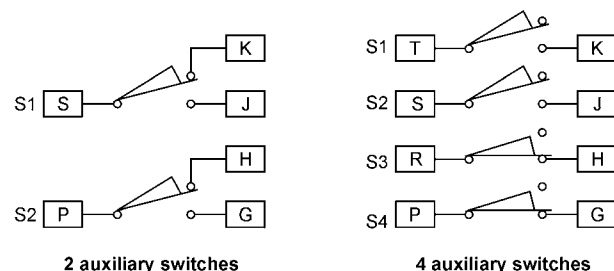 K
S1 S
J
H
S2 P
G
2 auxiliary switches
S1 T K
S2 S J
S3 R H
S4 P G
4 auxiliary switches